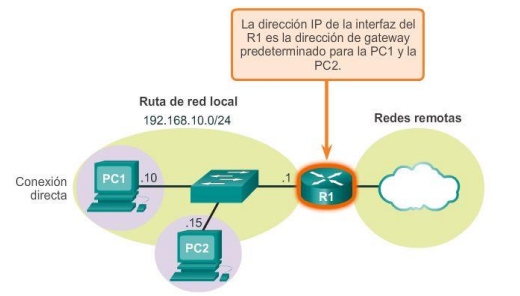 La dirección IP de la interfaz del
R1 es la dirección de gateway
predeterminado para la PC1 y la
PC2.
Ruta de red local
192.168.10.0/24
Redes remotas
Conexión
directa
PC1
.10
.1
R1
.15
PC2